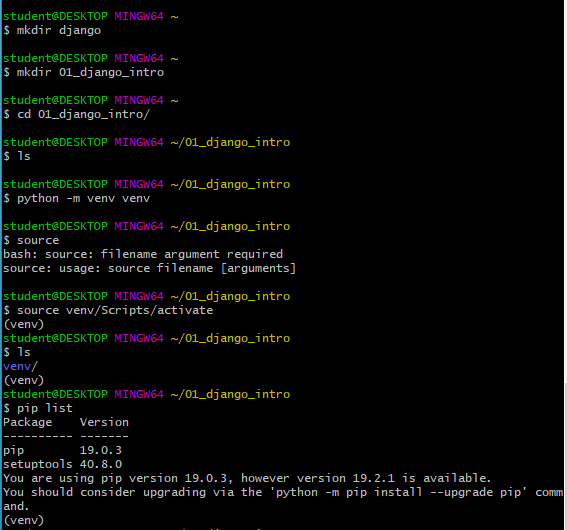 student@DESKTOP MINGW64 ~
$ mkdir django
student@DESKTOP MINGW64 ~
$ mkdir 01_django_intro
student@DESKTOP MINGW64 ~
$ cd 01_django_intro/
student@DESKTOP MINGW64 ~/01_django_intro
$ ls
student@DESKTOP MINGW64 ~/01_django_intro
$ python -m venv venv
student@DESKTOP MINGW64 ~/01_django_intro
$ source
bash: source: filename argument required
source: usage: source filename [arguments]
student@DESKTOP MINGW64 ~/01_django_intro
$ source venv/Scripts/activate
(venv)
student@DESKTOP MINGW64 ~/01_django_intro
$ ls
venv/
(venv)
student@DESKTOP MINGW64 ~/01_django_intro
$ pip list
Package    Version
---------- -------
pip        19.0.3
setuptools 40.8.0
You are using pip version 19.0.3, however version 19.2.1 is available.
You should consider upgrading via the 'python -m pip install --upgrade pip' comm
and.
(venv)